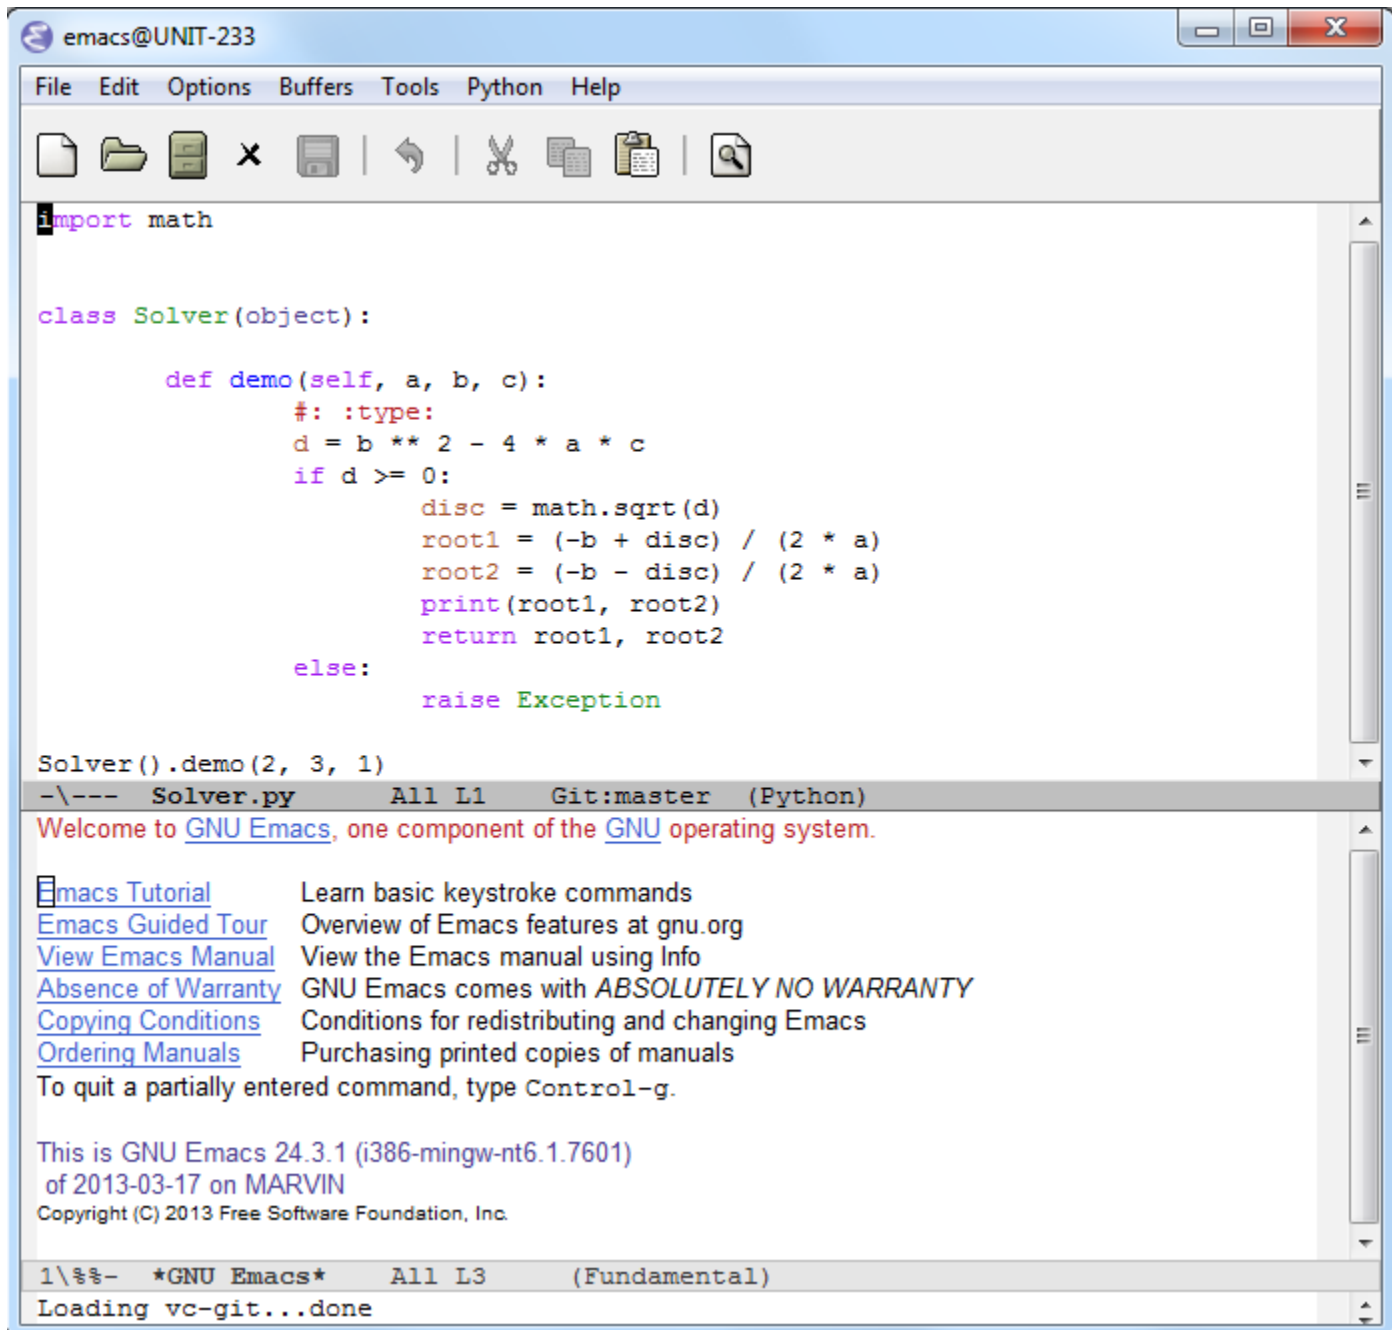 emacs@UNIT-233
File Edit Options Buffers Tools Python Help
import math
class Solver(object):
def demo(self, a, b, c):
#: :type:
d = b ** 2 - 4 * a * c
if d >= 0:
disc = math.sqrt(d)
root1 = (-b + disc) / (2 * a)
root2 = (-b - disc) / (2 * a)
print(root1, root2)
return root1, root2
else:
raise Exception
Solver().demo(2, 3, 1)
-\--- Solver.py All L1 Git:master (Python)
Welcome to GNU Emacs, one component of the GNU operating system.
Emacs Tutorial Learn basic keystroke commands
Emacs Guided Tour Overview of Emacs features at gnu.org
View Emacs Manual View the Emacs manual using Info
Absence of Warranty GNU Emacs comes with ABSOLUTELY NO WARRANTY
Copying Conditions Conditions for redistributing and changing Emacs
Ordering Manuals Purchasing printed copies of manuals
To quit a partially entered command, type Control-g.
This is GNU Emacs 24.3.1 (i386-mingw-nt6.1.7601)
of 2013-03-17 on MARVIN
Copyright (C) 2013 Free Software Foundation, Inc.
1\%%- *GNU Emacs* All L3 (Fundamental)
Loading vc-git...done